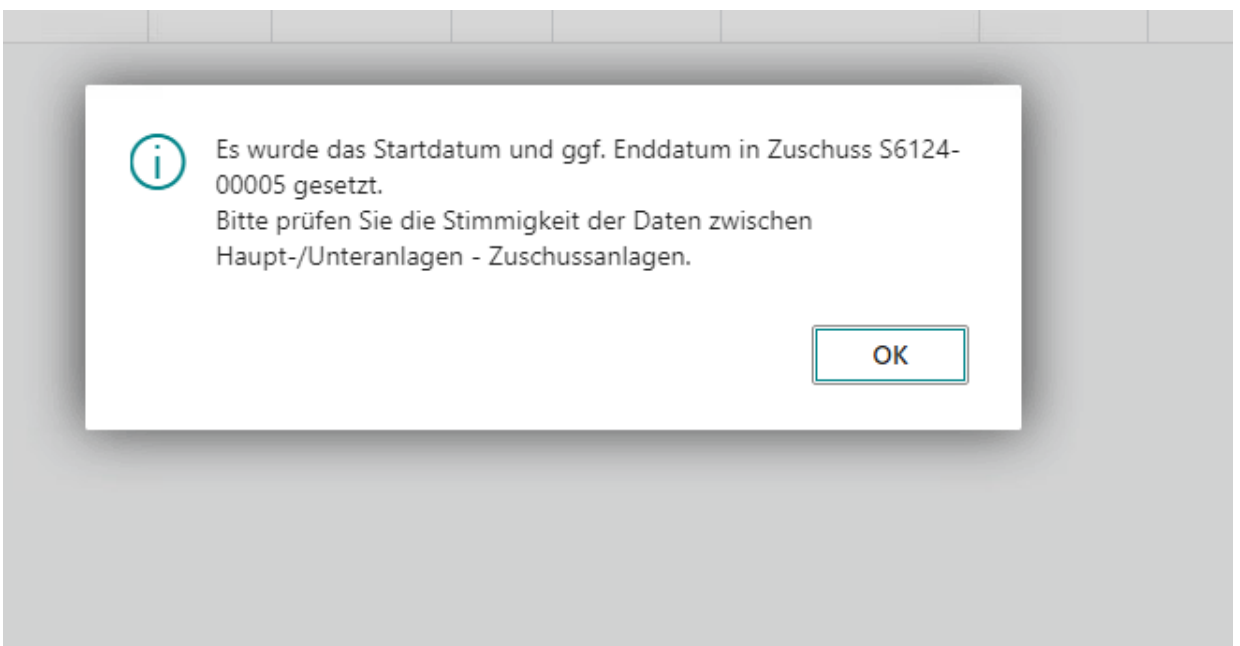 Es wurde das Startdatum und ggf. Enddatum in Zuschuss S6124-
00005 gesetzt.
Bitte prüfen Sie die Stimmigkeit der Daten zwischen
Haupt-/Unteranlagen - Zuschussanlagen.
OK